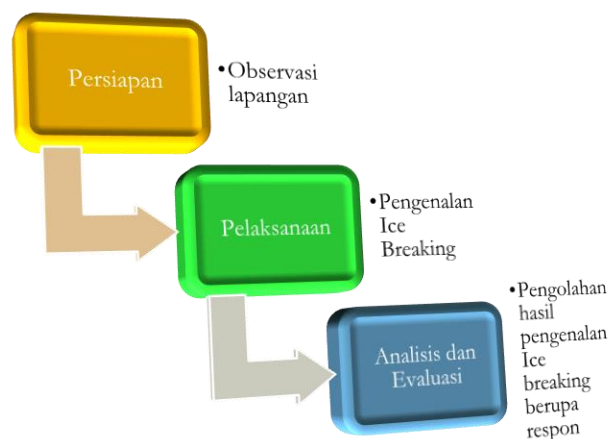 Persiapan
•Observasi
lapangan
Pelaksanaan
•Pengenalan
Ice
Breaking
Analisis dan
Evaluasi
•Pengolahan
hasil
pengenalan
Ice
breaking
berupa
respon